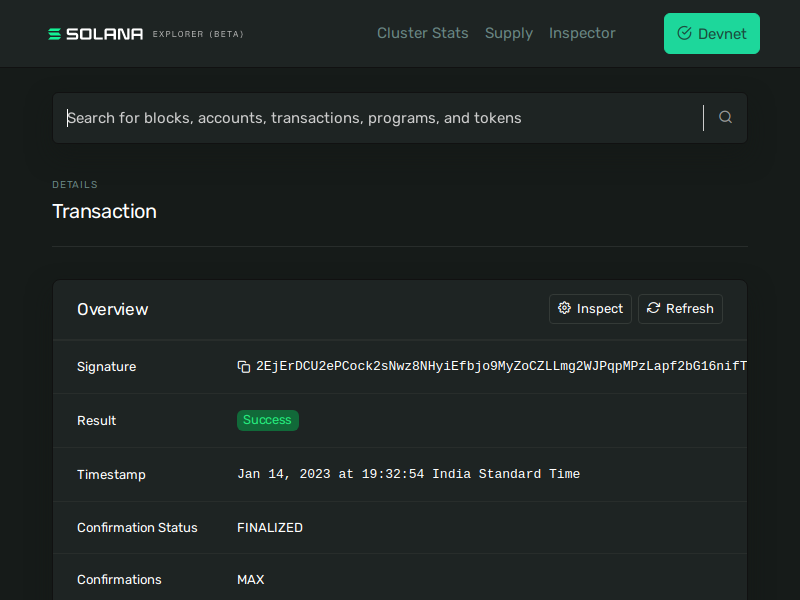 SOLANA EXPLORER (BETA)
Cluster Stats Supply Inspector Devnet
Search for blocks, accounts, transactions, programs, and tokens
DETAILS
Transaction
Overview Inspect Refresh
Signature 2EjErDCU2ePCock2sNwz8NHyiEfbjo9MyZoCZLLmg2WJPqpMPzLapf2bG16nifT
Result Success
Timestamp Jan 14, 2023 at 19:32:54 India Standard Time
Confirmation Status FINALIZED
Confirmations MAX